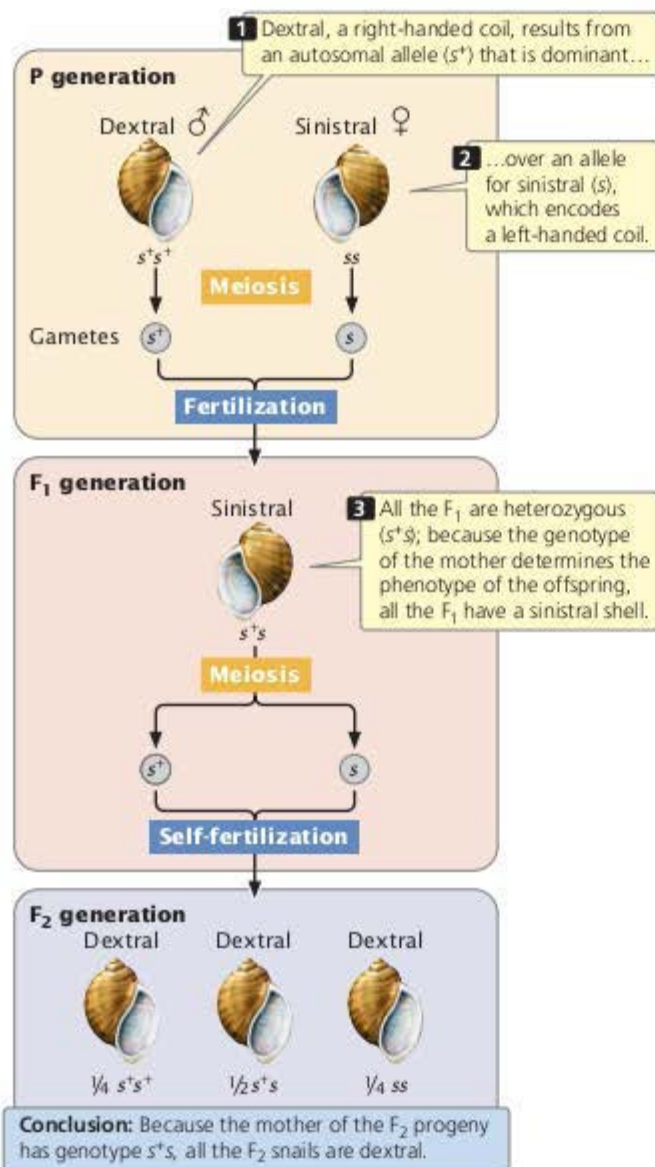 1 Dextral, a right-handed coil, results from
an autosomal allele (s⁺) that is dominant…
P generation
Dextral ♂ Sinistral ♀
2 …over an allele
for sinistral (s),
which encodes
a left-handed coil.
s⁺s⁺ ss
Meiosis
Gametes s⁺ s
Fertilization
F₁ generation
Sinistral
3 All the F₁ are heterozygous
(s⁺s); because the genotype
of the mother determines the
phenotype of the offspring,
all the F₁ have a sinistral shell.
s⁺s
Meiosis
s⁺ s
Self-fertilization
F₂ generation
Dextral Dextral Dextral
¼ s⁺s⁺ ½ s⁺s ¼ ss
Conclusion: Because the mother of the F₂ progeny
has genotype s⁺s, all the F₂ snails are dextral.